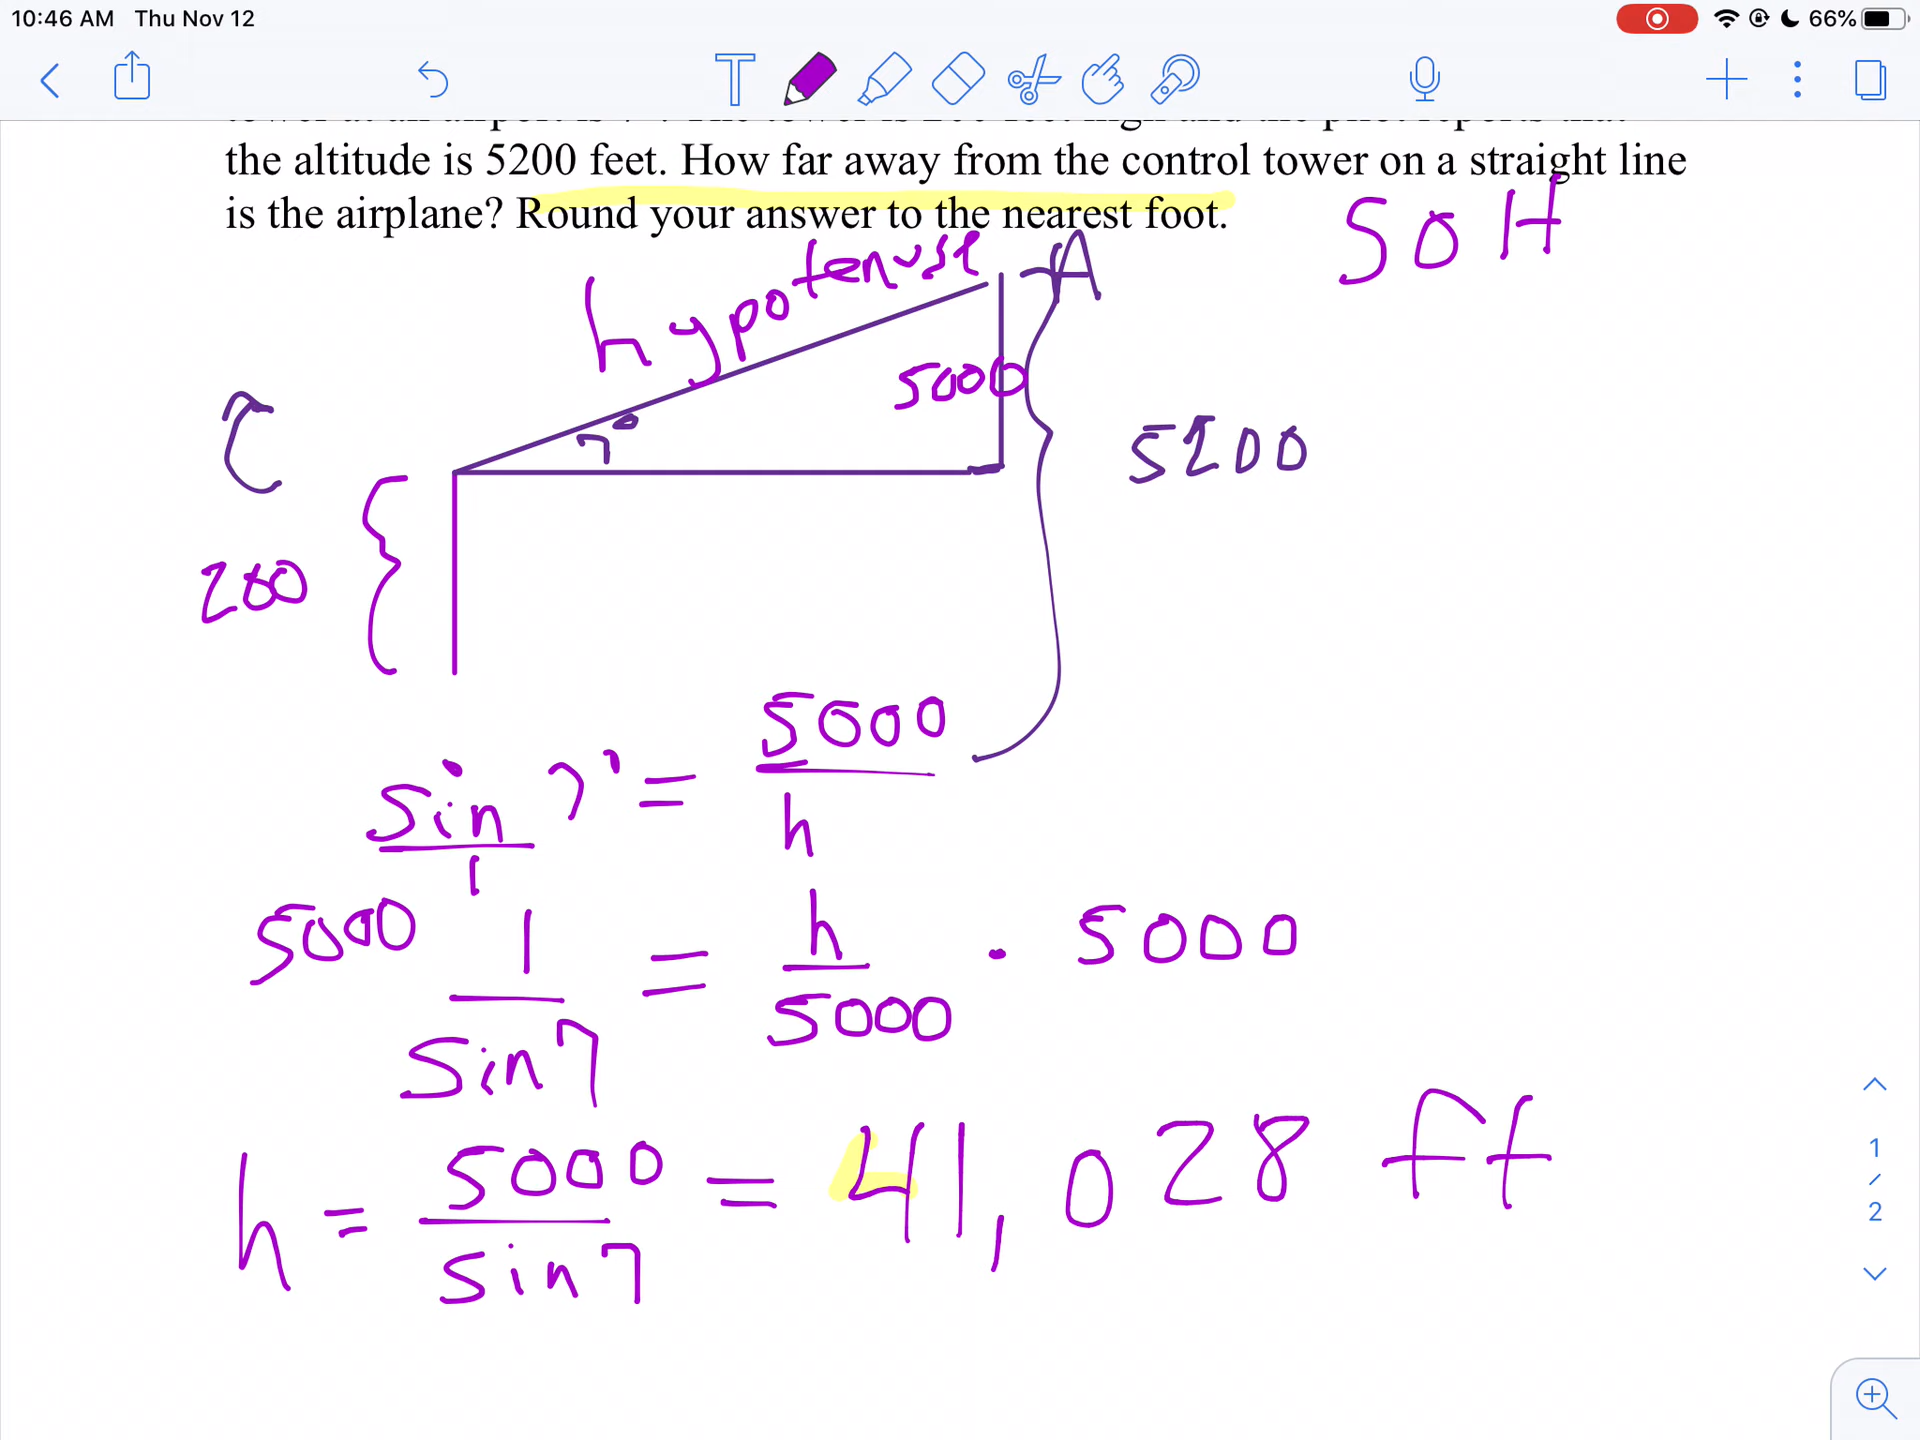 10:46 AM Thu Nov 12 66%
the altitude is 5200 feet. How far away from the control tower on a straight line
is the airplane? Round your answer to the nearest foot.
SOH
hypotenuse
A
5000
7°
C
5200
200
sin 7° = 5000
1 h
5000 1 = h · 5000
sin 7 5000
h = 5000 = 41,028 ft
sin 7
1
/
2